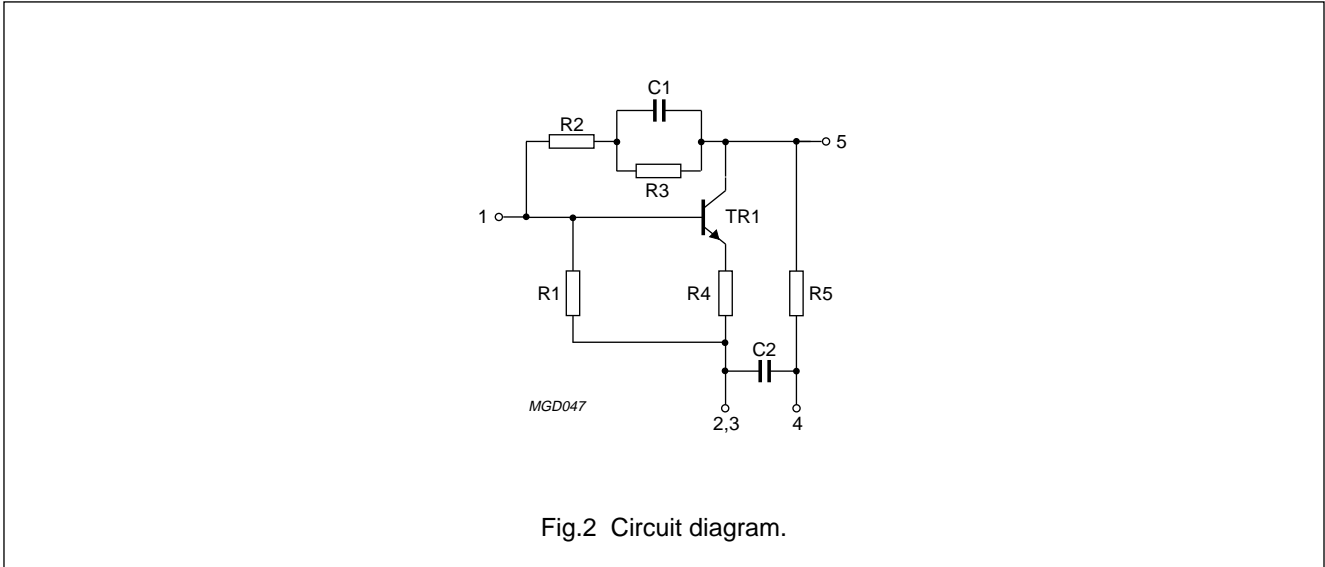 C1
R2
5
R3
1
TR1
R1
R4
R5
C2
MGD047
2,3
4
Fig.2 Circuit diagram.